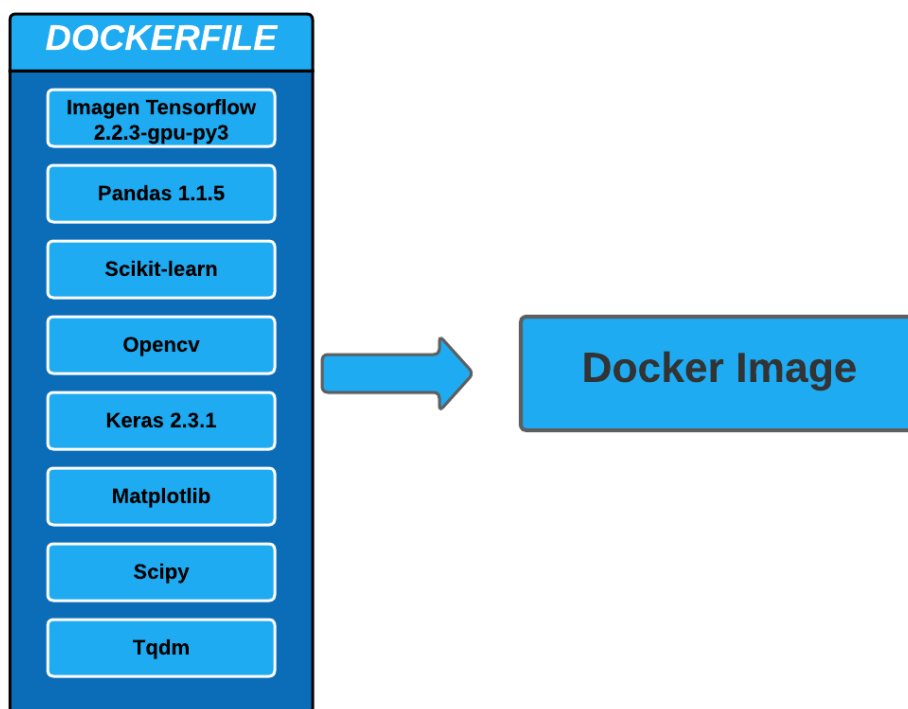 DOCKERFILE
Imagen Tensorflow
2.2.3-gpu-py3
Pandas 1.1.5
Scikit-learn
Opencv
Keras 2.3.1
Matplotlib
Scipy
Tqdm
Docker Image